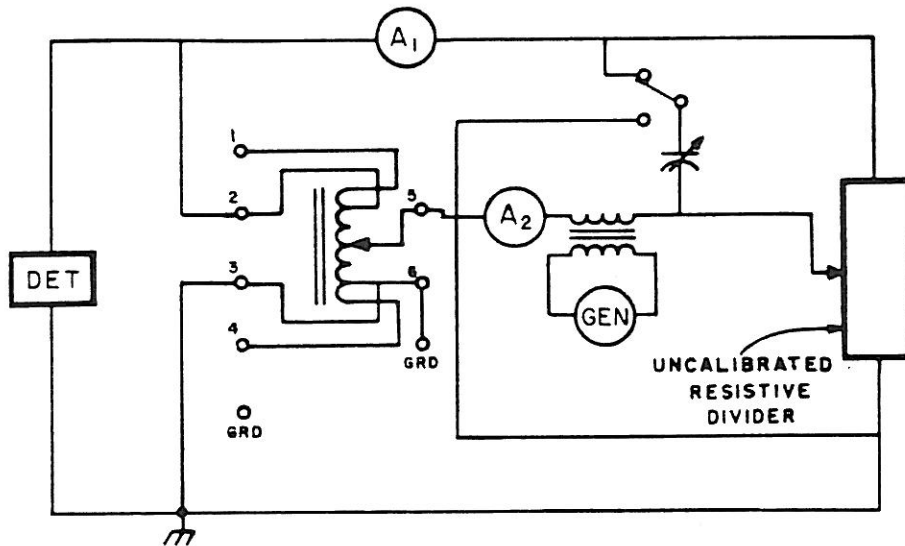 A1
1
2
5
A2
DET
3
6
GEN
4
GRD
UNCALIBRATED
RESISTIVE
DIVIDER
GRD